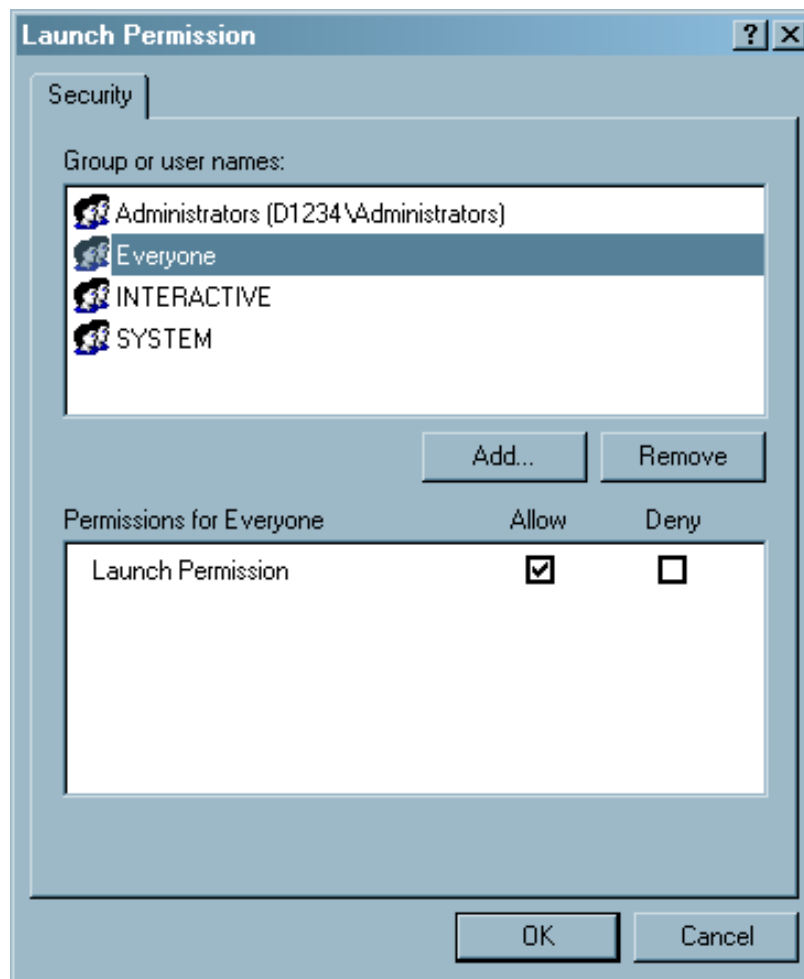 Launch Permission
Security
Group or user names:
Administrators (D1234\Administrators)
Everyone
INTERACTIVE
SYSTEM
Add... Remove
Permissions for Everyone Allow Deny
Launch Permission
OK Cancel